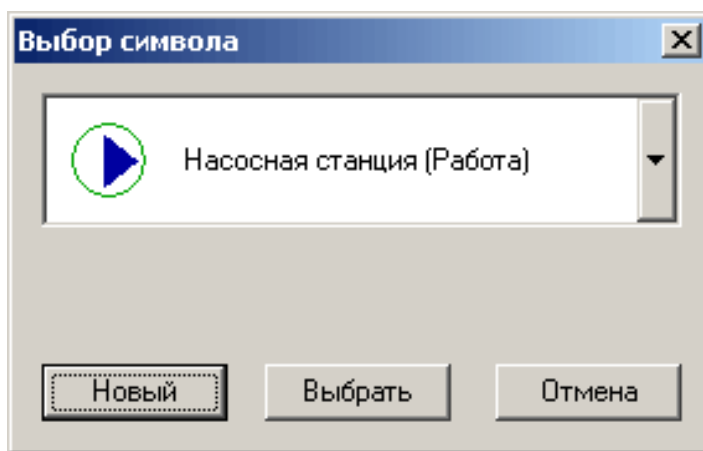 Выбор символа
Насосная станция (Работа)
Новый Выбрать Отмена